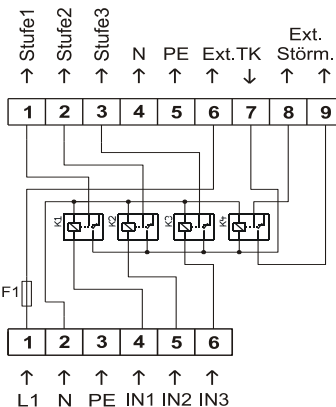 Stufe1 Stufe2 Stufe3 N PE Ext.TK Ext. Störm.
1 2 3 4 5 6 7 8 9
K1 K2 K3 K4
F1
1 2 3 4 5 6
L1 N PE IN1 IN2 IN3